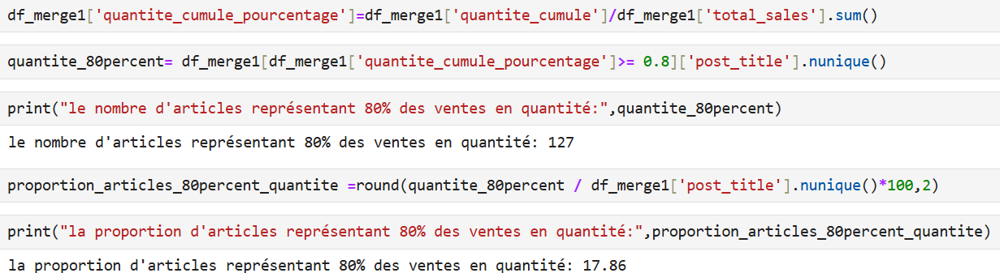 df_merge1['quantite_cumule_pourcentage']=df_merge1['quantite_cumule']/df_merge1['total_sales'].sum()
quantite_80percent= df_merge1[df_merge1['quantite_cumule_pourcentage']>= 0.8]['post_title'].nunique()
print("le nombre d'articles représentant 80% des ventes en quantité:",quantite_80percent)
le nombre d'articles représentant 80% des ventes en quantité: 127
proportion_articles_80percent_quantite =round(quantite_80percent / df_merge1['post_title'].nunique()*100,2)
print("la proportion d'articles représentant 80% des ventes en quantité:",proportion_articles_80percent_quantite)
la proportion d'articles représentant 80% des ventes en quantité: 17.86